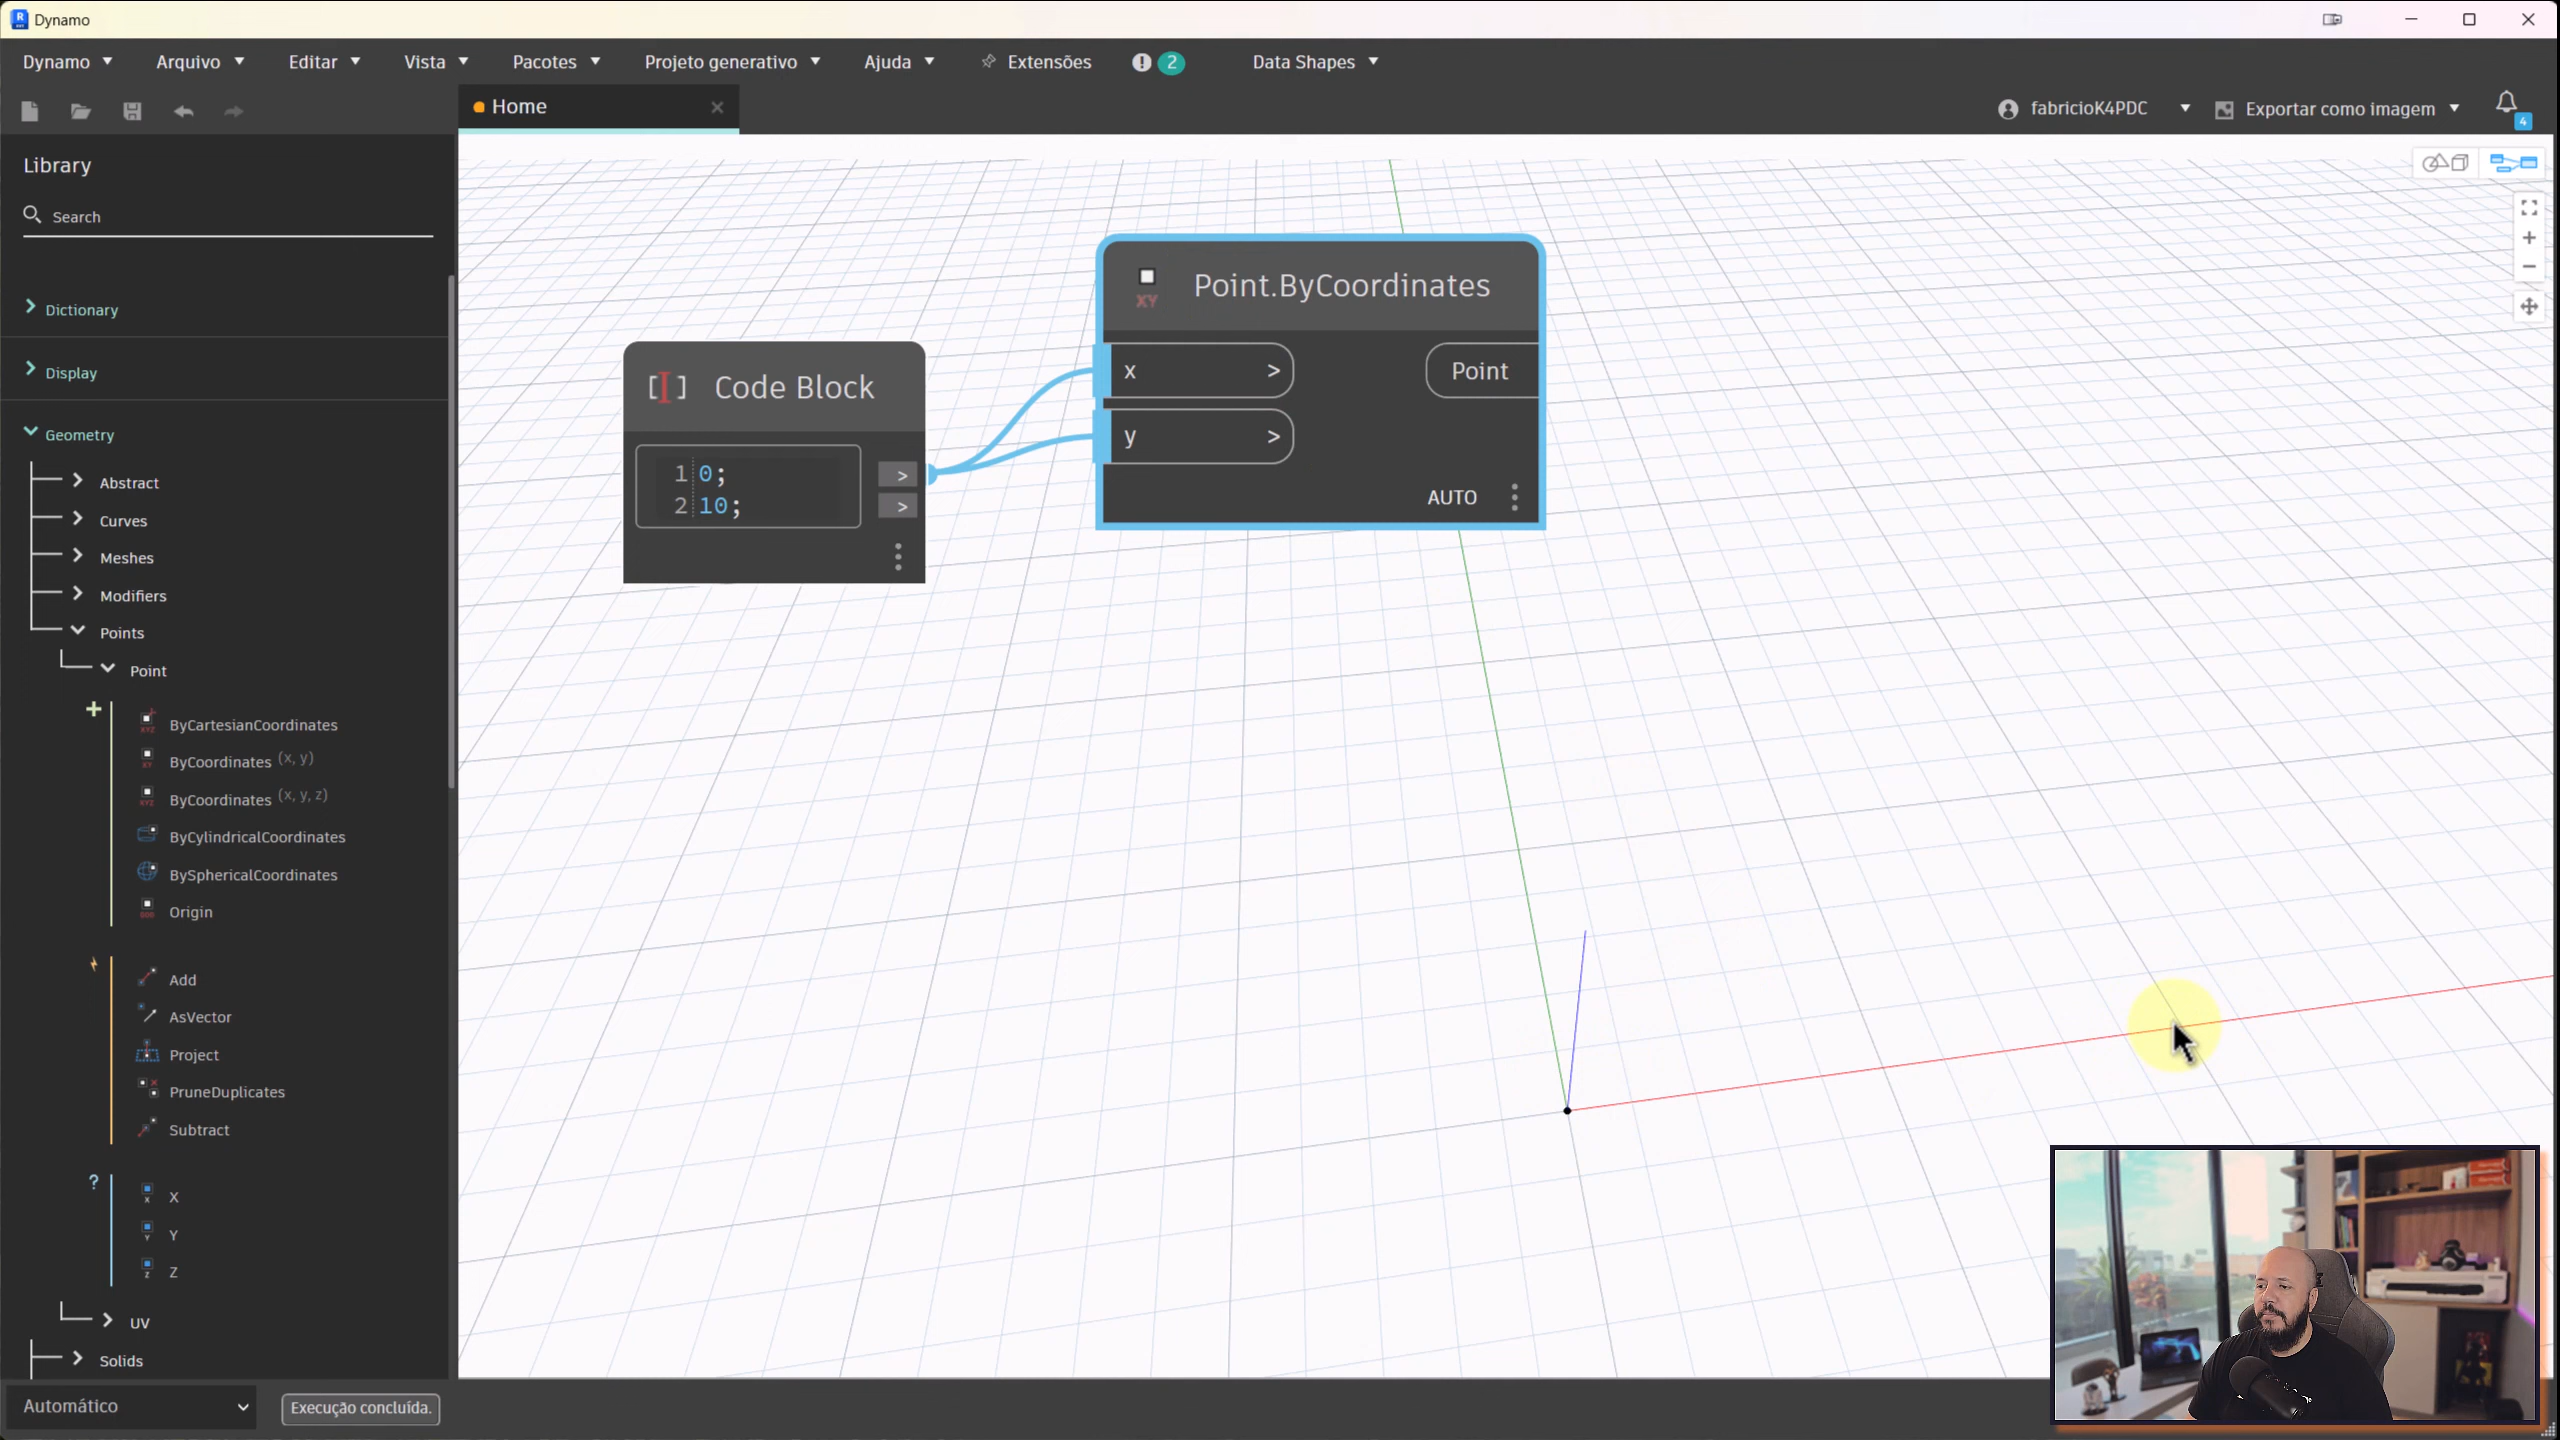 Dynamo
Dynamo Arquivo Editar Vista Pacotes Projeto generativo Ajuda Extensões 2 Data Shapes
Home
fabricioK4PDC Exportar como imagem 4
Library
Search
Dictionary
Display
Geometry
Abstract
Curves
Meshes
Modifiers
Points
Point
ByCartesianCoordinates
ByCoordinates (x, y)
ByCoordinates (x, y, z)
ByCylindricalCoordinates
BySphericalCoordinates
Origin
Add
AsVector
Project
PruneDuplicates
Subtract
X
Y
Z
UV
Solids
Automático
Execução concluída.
Code Block
1 0; >
2 10; >
XY Point.ByCoordinates
x > Point
y >
AUTO